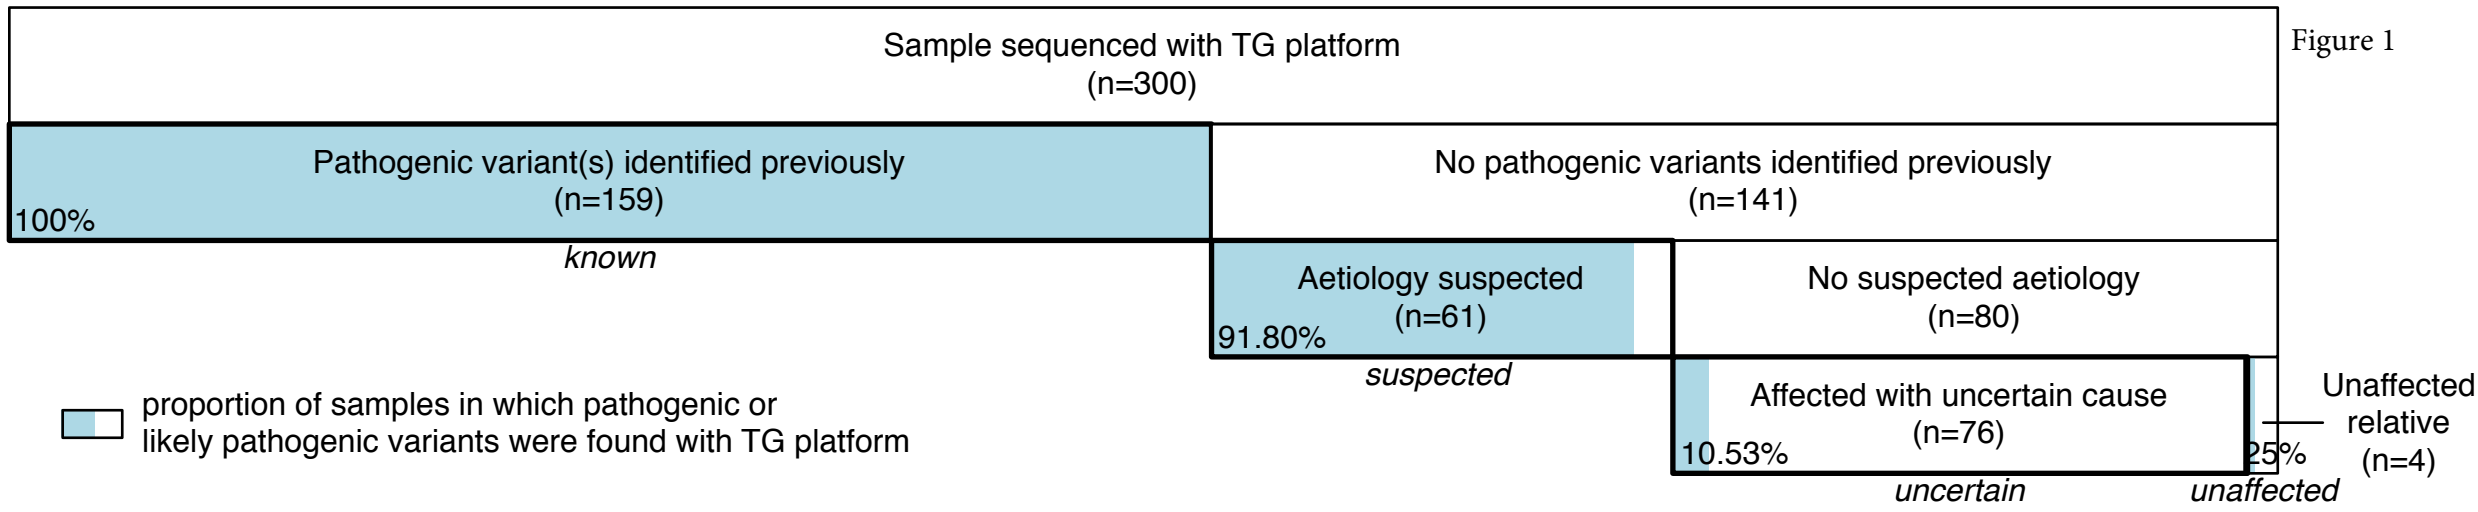 Sample sequenced with TG platform
(n=300)
Figure 1
Pathogenic variant(s) identified previously
(n=159)
100%
known
No pathogenic variants identified previously
(n=141)
Aetiology suspected
(n=61)
91.80%
suspected
No suspected aetiology
(n=80)
Affected with uncertain cause
(n=76)
10.53%
uncertain
25%
unaffected
Unaffected
relative
(n=4)
proportion of samples in which pathogenic or
likely pathogenic variants were found with TG platform